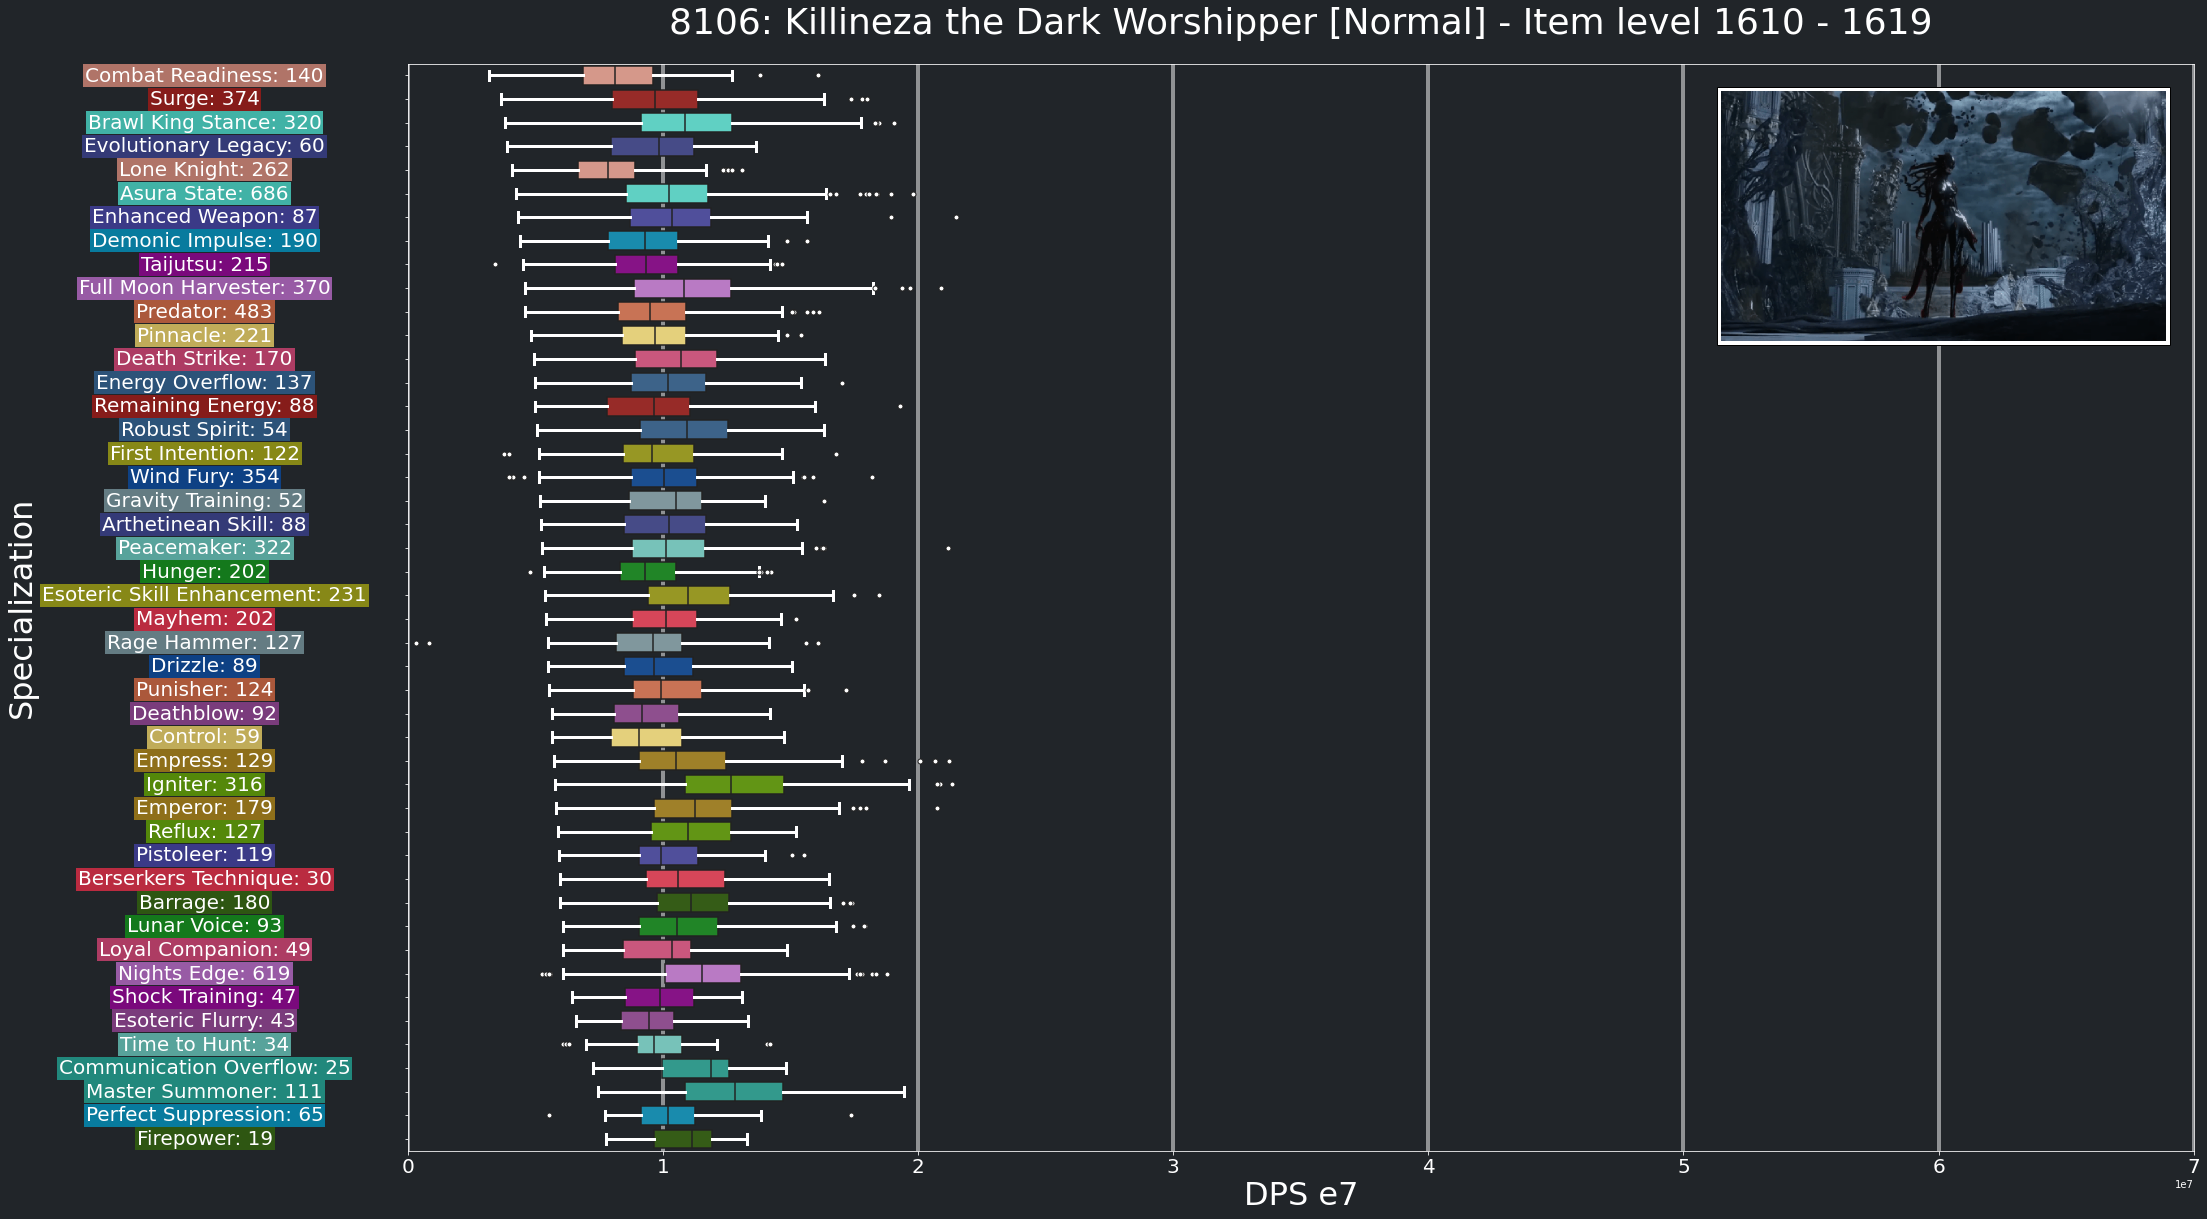 8106: Killineza the Dark Worshipper [Normal] - Item level 1610 - 1619
Combat Readiness: 140
Surge: 374
Brawl King Stance: 320
Evolutionary Legacy: 60
Lone Knight: 262
Asura State: 686
Enhanced Weapon: 87
Demonic Impulse: 190
Taijutsu: 215
Full Moon Harvester: 370
Predator: 483
Pinnacle: 221
Death Strike: 170
Energy Overflow: 137
Remaining Energy: 88
Robust Spirit: 54
First Intention: 122
Wind Fury: 354
Gravity Training: 52
Arthetinean Skill: 88
Peacemaker: 322
Hunger: 202
Esoteric Skill Enhancement: 231
Mayhem: 202
Rage Hammer: 127
Drizzle: 89
Punisher: 124
Deathblow: 92
Control: 59
Empress: 129
Igniter: 316
Emperor: 179
Reflux: 127
Pistoleer: 119
Berserkers Technique: 30
Barrage: 180
Lunar Voice: 93
Loyal Companion: 49
Nights Edge: 619
Shock Training: 47
Esoteric Flurry: 43
Time to Hunt: 34
Communication Overflow: 25
Master Summoner: 111
Perfect Suppression: 65
Firepower: 19
Specialization
0 1 2 3 4 5 6 7
1e7
DPS e7